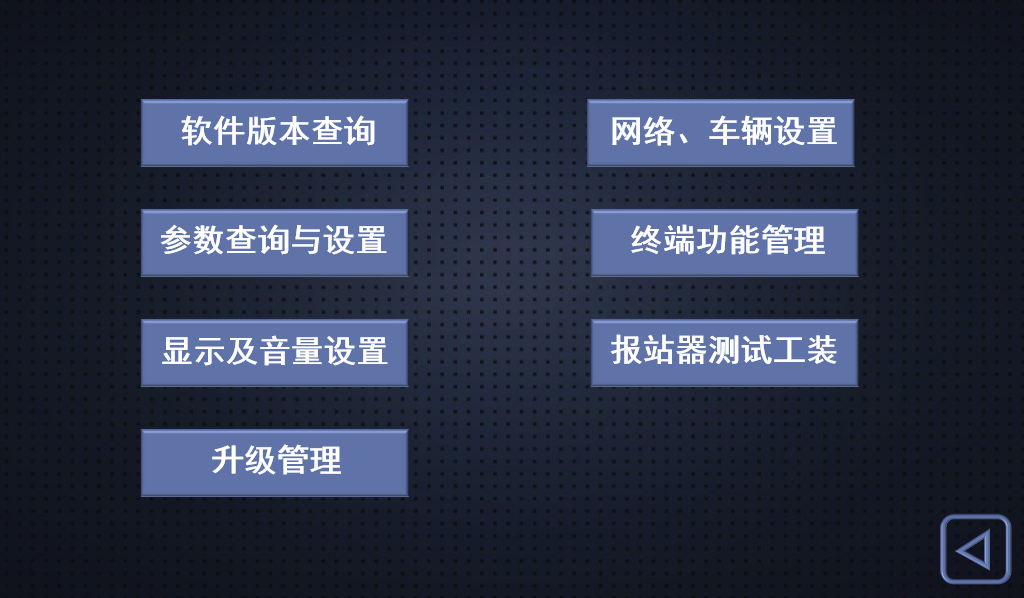 软件版本查询
网络、车辆设置
参数查询与设置
终端功能管理
显示及音量设置
报站器测试工装
升级管理